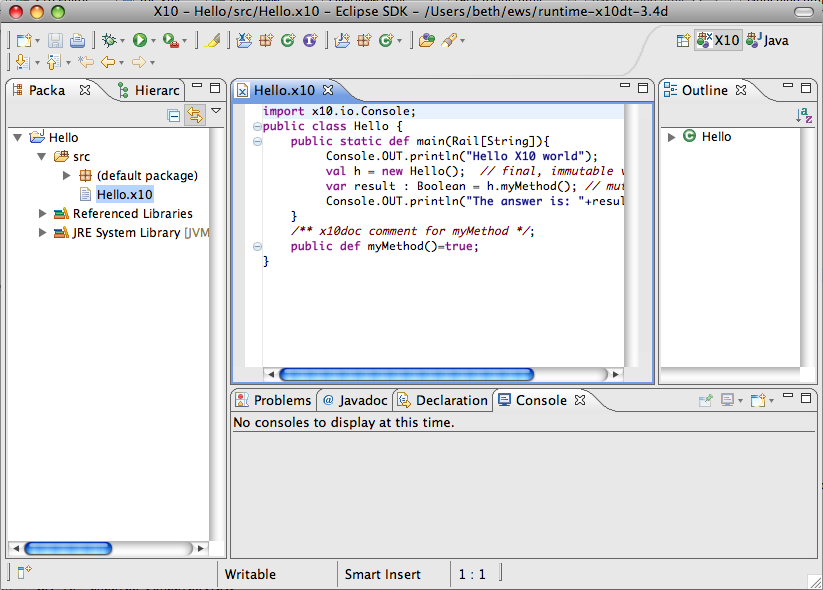 X10 - Hello/src/Hello.x10 - Eclipse SDK - /Users/beth/ews/runtime-x10dt-3.4d
X10 Java
Packa Hierarc
Hello
src
(default package)
Hello.x10
Referenced Libraries
JRE System Library [JVM
Hello.x10
import x10.io.Console;
public class Hello {
public static def main(Rail[String]){
Console.OUT.println("Hello X10 world");
val h = new Hello(); // final, immutable v
var result : Boolean = h.myMethod(); // mut
Console.OUT.println("The answer is: "+resul
}
/** x10doc comment for myMethod */;
public def myMethod()=true;
}
Outline
Hello
Problems @ Javadoc Declaration Console
No consoles to display at this time.
Writable Smart Insert 1 : 1